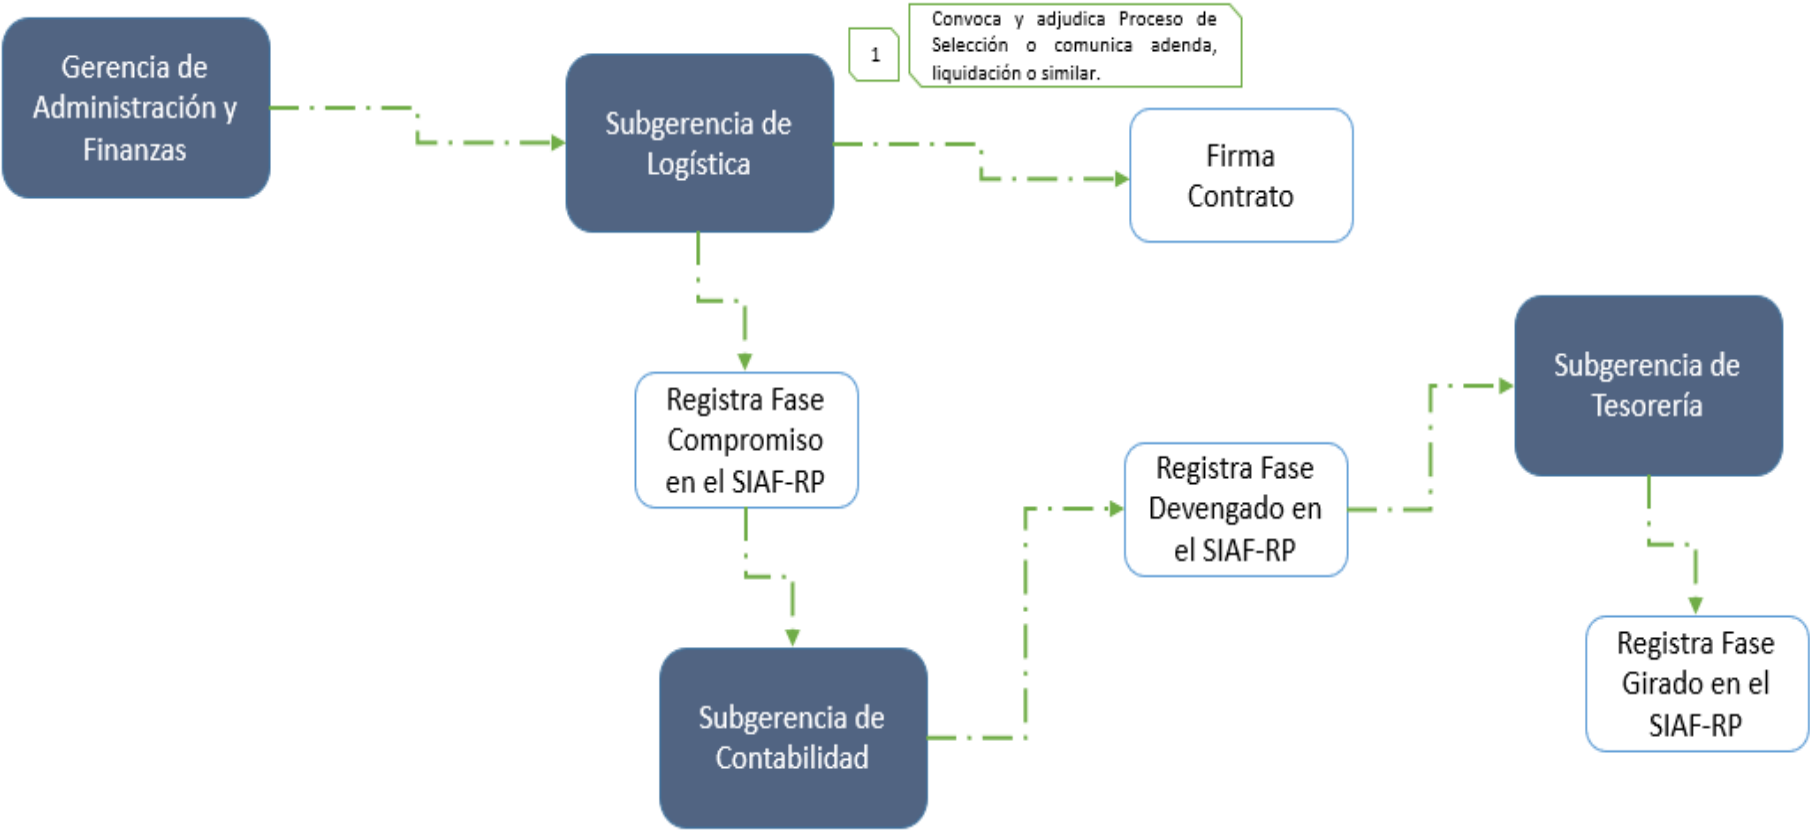 Gerencia de
Administración y
Finanzas
Subgerencia de
Logística
1
Convoca y adjudica Proceso de
Selección o comunica adenda,
liquidación o similar.
Firma
Contrato
Registra Fase
Compromiso
en el SIAF-RP
Subgerencia de
Contabilidad
Registra Fase
Devengado en
el SIAF-RP
Subgerencia de
Tesorería
Registra Fase
Girado en el
SIAF-RP